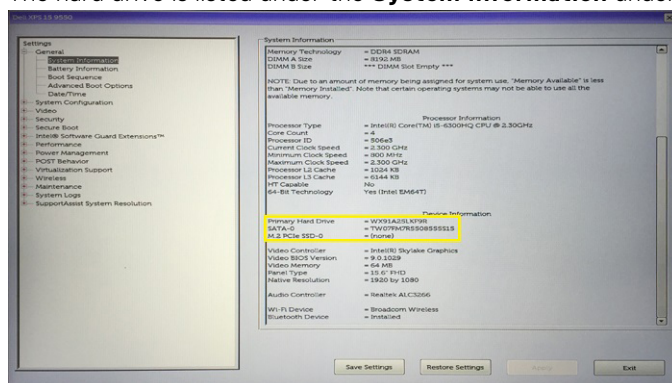 Dell XPS 15 9550
Settings
General
System Information
Battery Information
Boot Sequence
Advanced Boot Options
Date/Time
System Configuration
Video
Security
Secure Boot
Intel® Software Guard Extensions™
Performance
Power Management
POST Behavior
Virtualization Support
Wireless
Maintenance
System Logs
SupportAssist System Resolution
System Information
Memory Technology = DDR4 SDRAM
DIMM A Size = 8192 MB
DIMM B Size *** DIMM Slot Empty ***
NOTE: Due to an amount of memory being assigned for system use, "Memory Available" is less
than "Memory Installed". Note that certain operating systems may not be able to use all the
available memory.
Processor Information
Processor Type = Intel(R) Core(TM) i5-6300HQ CPU @ 2.30GHz
Core Count = 4
Processor ID = 506e3
Current Clock Speed = 2.300 GHz
Minimum Clock Speed = 800 MHz
Maximum Clock Speed = 2.300 GHz
Processor L2 Cache = 1024 KB
Processor L3 Cache = 6144 KB
HT Capable No
64-Bit Technology Yes (Intel EM64T)
Device Information
Primary Hard Drive = WX91A25LKF9R
SATA-0 = TW07FM7R5508555515
M.2 PCIe SSD-0 = (none)
Video Controller = Intel(R) Skylake Graphics
Video BIOS Version = 9.0.1029
Video Memory = 64 MB
Panel Type = 15.6" FHD
Native Resolution = 1920 by 1080
Audio Controller = Realtek ALC3266
Wi-Fi Device = Broadcom Wireless
Bluetooth Device = Installed
Save Settings
Restore Settings
Apply
Exit